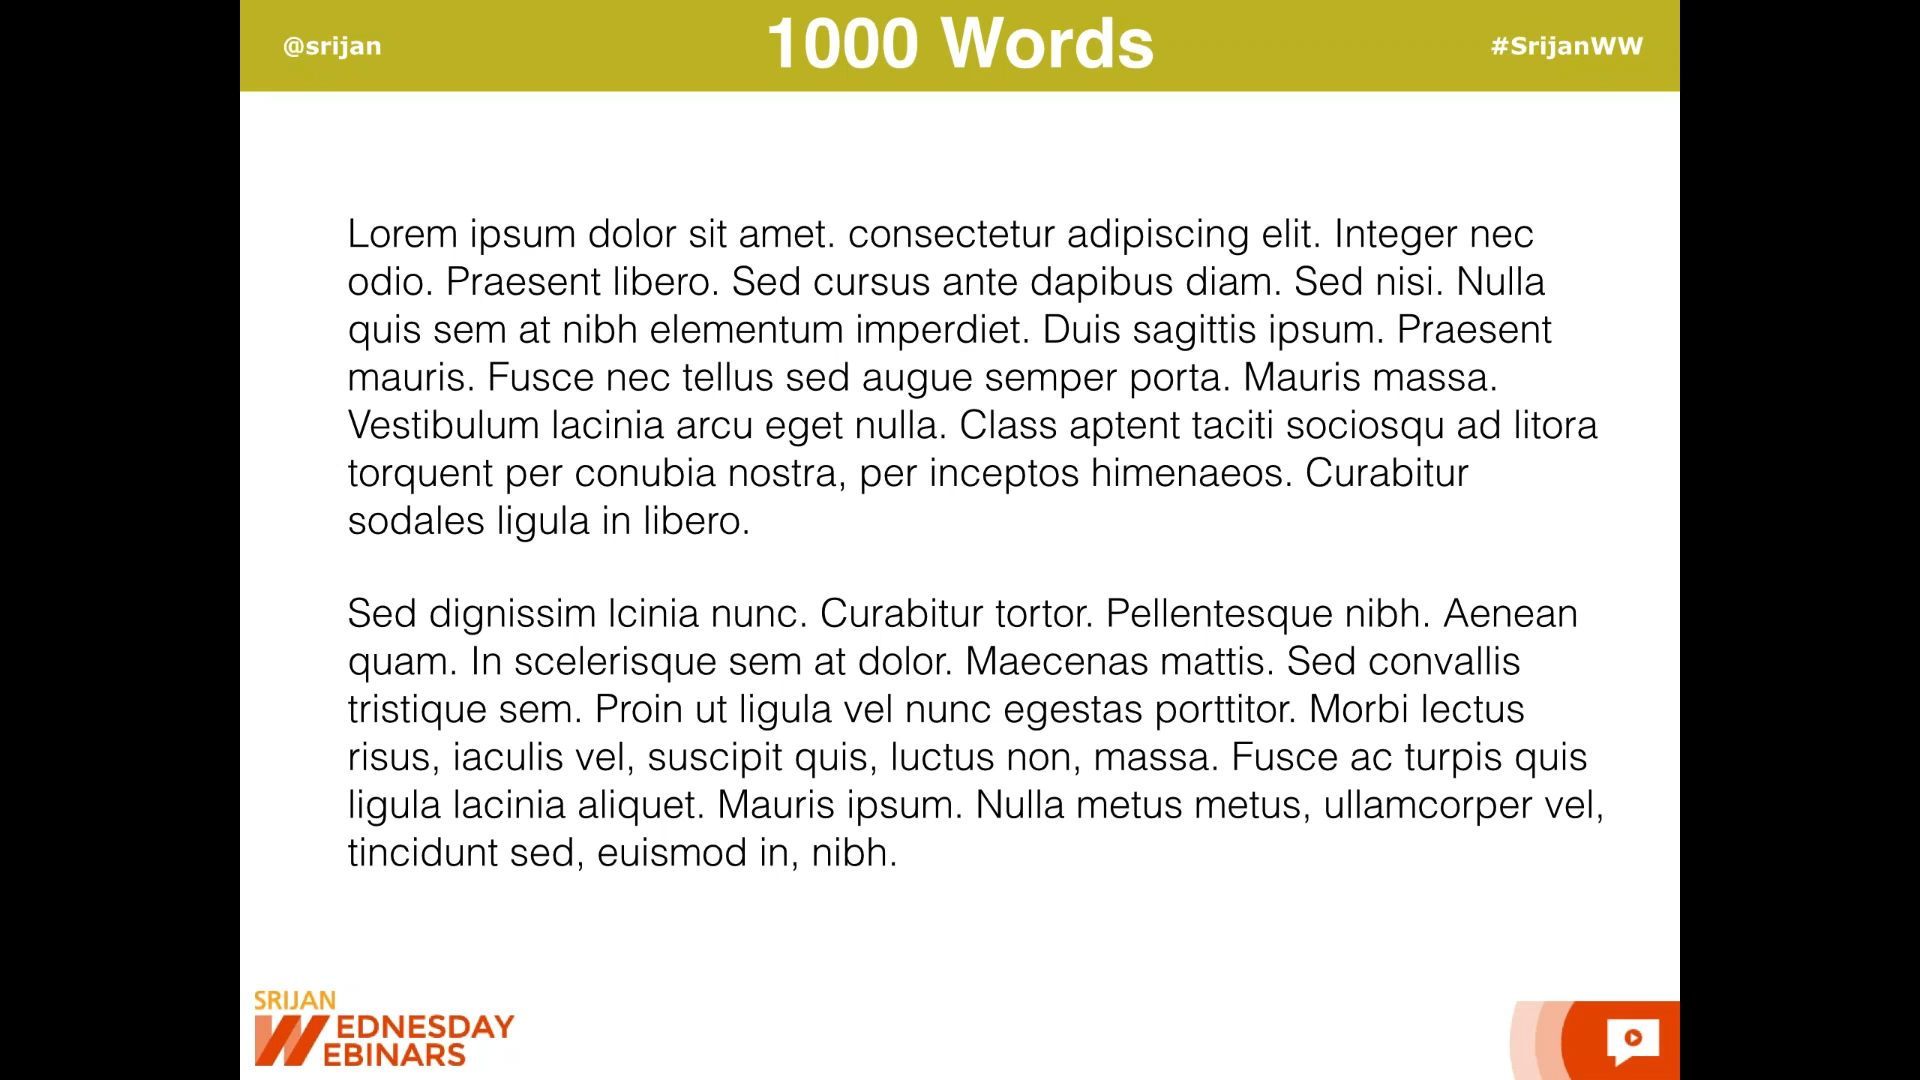 @srijan
1000 Words
#SrijanWW
Lorem ipsum dolor sit amet. consectetur adipiscing elit. Integer nec
odio. Praesent libero. Sed cursus ante dapibus diam. Sed nisi. Nulla
quis sem at nibh elementum imperdiet. Duis sagittis ipsum. Praesent
mauris. Fusce nec tellus sed augue semper porta. Mauris massa.
Vestibulum lacinia arcu eget nulla. Class aptent taciti sociosqu ad litora
torquent per conubia nostra, per inceptos himenaeos. Curabitur
sodales ligula in libero.
Sed dignissim lcinia nunc. Curabitur tortor. Pellentesque nibh. Aenean
quam. In scelerisque sem at dolor. Maecenas mattis. Sed convallis
tristique sem. Proin ut ligula vel nunc egestas porttitor. Morbi lectus
risus, iaculis vel, suscipit quis, luctus non, massa. Fusce ac turpis quis
ligula lacinia aliquet. Mauris ipsum. Nulla metus metus, ullamcorper vel,
tincidunt sed, euismod in, nibh.
SRIJAN
WEDNESDAY
WEBINARS